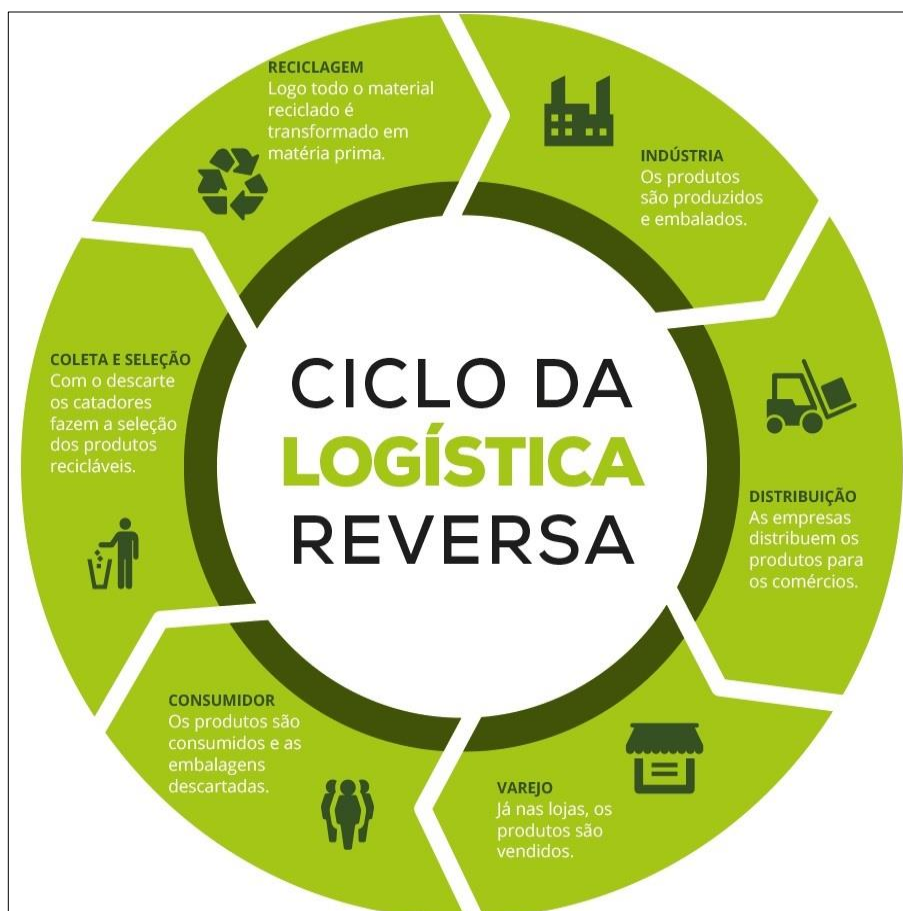 CICLO DA
LOGÍSTICA
REVERSA
INDÚSTRIA
Os produtos
são produzidos
e embalados.
DISTRIBUIÇÃO
As empresas
distribuem os
produtos para
os comércios.
VAREJO
Já nas lojas, os
produtos são
vendidos.
CONSUMIDOR
Os produtos são
consumidos e as
embalagens
descartadas.
COLETA E SELEÇÃO
Com o descarte
os catadores
fazem a seleção
dos produtos
recicláveis.
RECICLAGEM
Logo todo o material
reciclado é
transformado em
matéria prima.